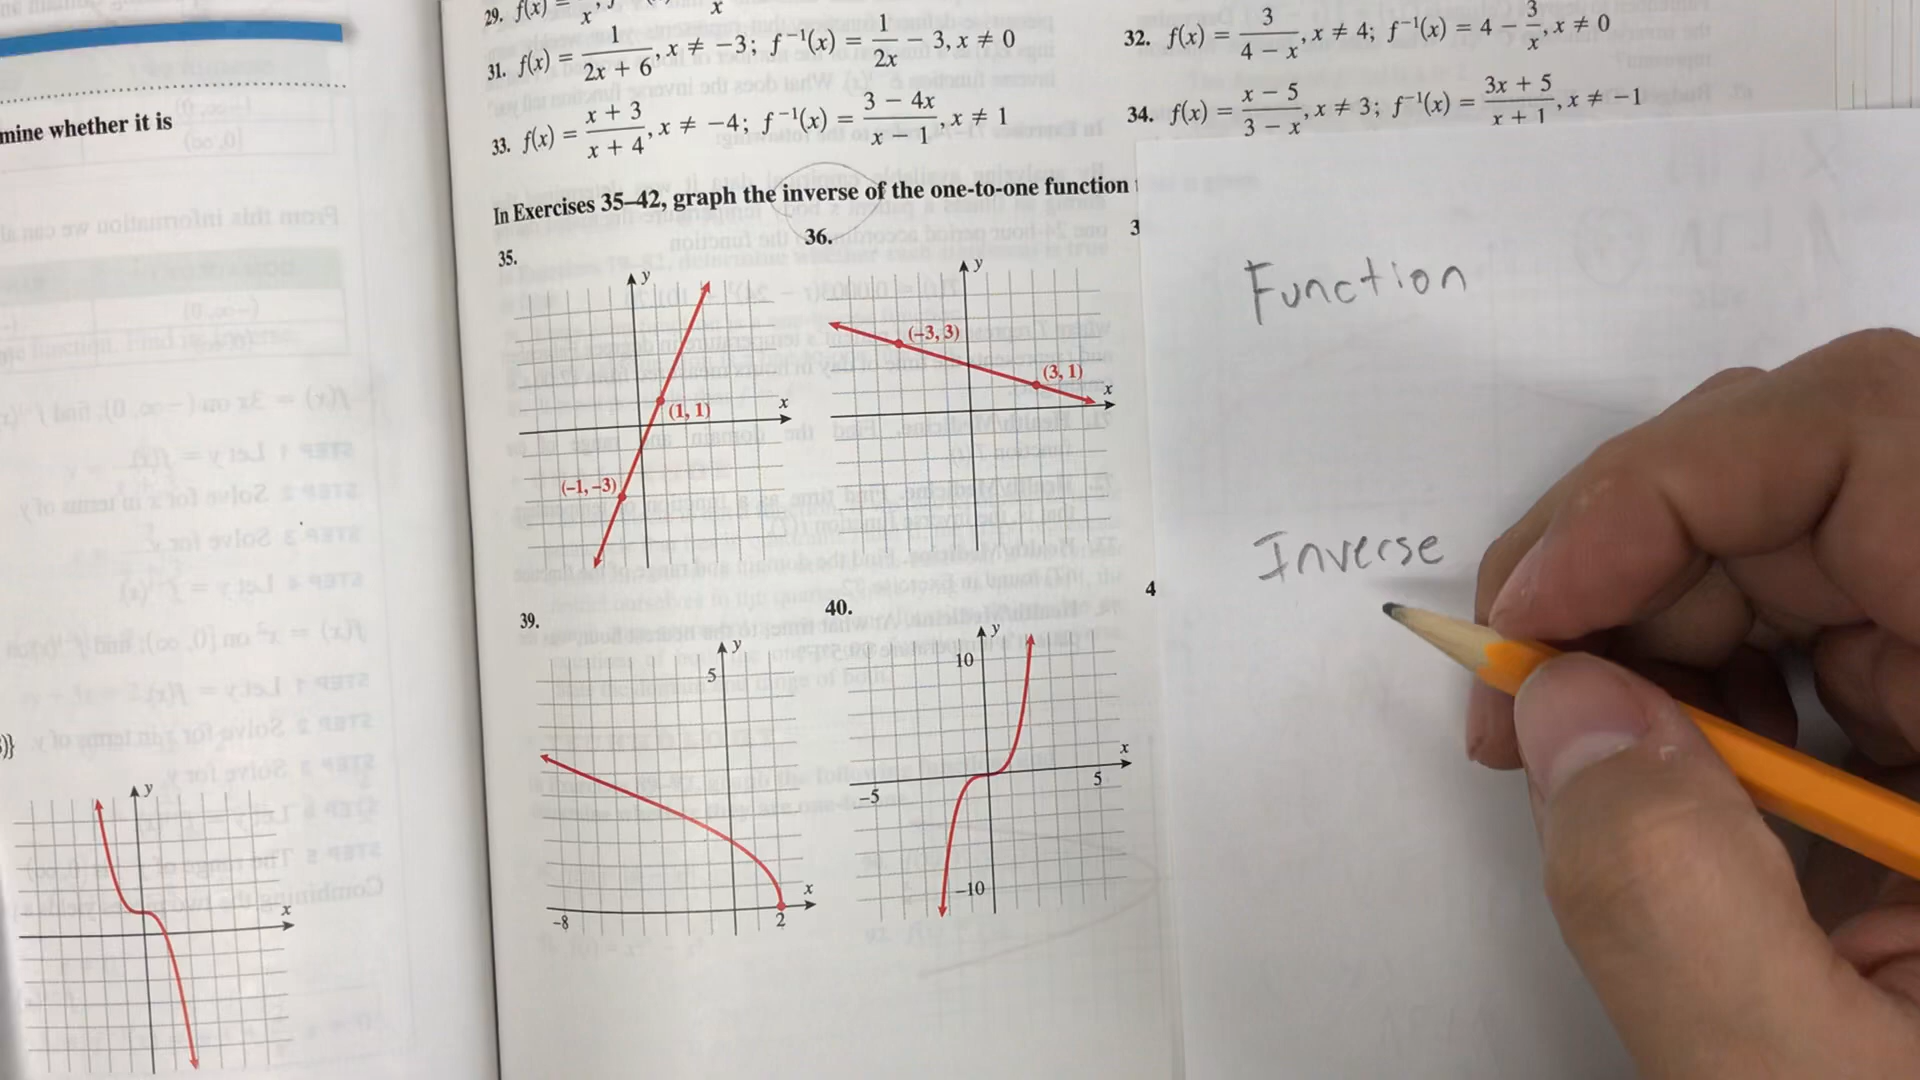 29. f(x) =
31. f(x) = 1/(2x + 6), x ≠ −3; f⁻¹(x) = 1/(2x) − 3, x ≠ 0
32. f(x) = 3/(4 − x), x ≠ 4; f⁻¹(x) = 4 − 3/x, x ≠ 0
33. f(x) = (x + 3)/(x + 4), x ≠ −4; f⁻¹(x) = (3 − 4x)/(x − 1), x ≠ 1
34. f(x) = (x − 5)/(3 − x), x ≠ 3; f⁻¹(x) = (3x + 5)/(x + 1), x ≠ −1
mine whether it is
In Exercises 35–42, graph the inverse of the one-to-one function
35.
y
(1, 1)
x
(−1, −3)
36.
y
(−3, 3)
(3, 1)
x
3
Function
Inverse
39.
y
5
x
−8
2
40.
y
10
x
−5
5
−10
4
y
x